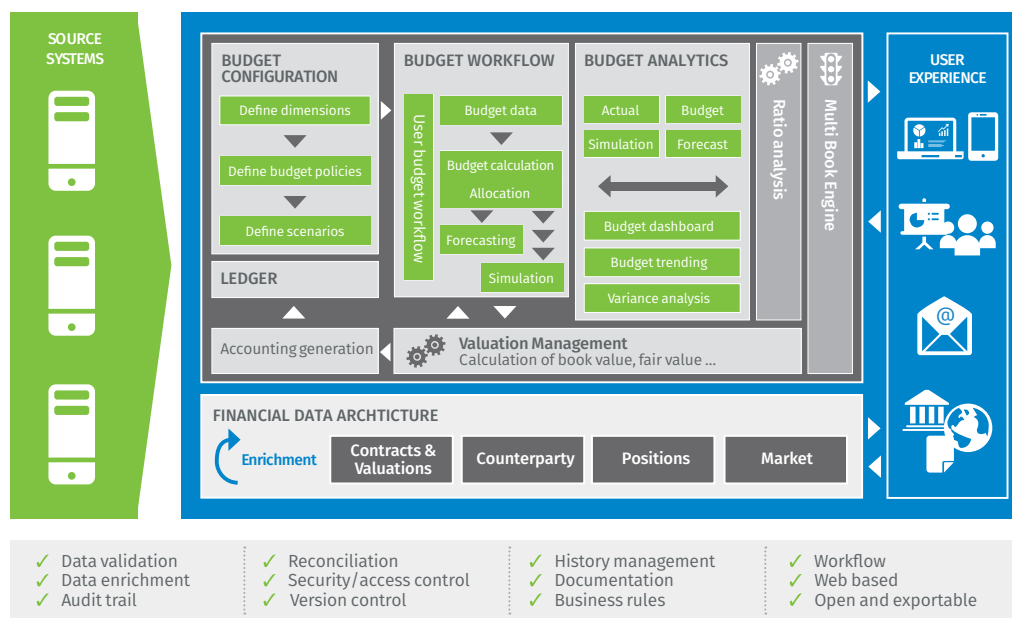 SOURCE
SYSTEMS
BUDGET
CONFIGURATION
Define dimensions
Define budget policies
Define scenarios
LEDGER
Accounting generation
BUDGET WORKFLOW
User budget workflow
Budget data
Budget calculation
Allocation
Forecasting
Simulation
BUDGET ANALYTICS
Actual
Budget
Simulation
Forecast
Budget dashboard
Budget trending
Variance analysis
Ratio analysis
Multi Book Engine
Valuation Management
Calculation of book value, fair value ...
USER
EXPERIENCE
@
FINANCIAL DATA ARCHTICTURE
Enrichment
Contracts &
Valuations
Counterparty
Positions
Market
✓ Data validation
✓ Data enrichment
✓ Audit trail
✓ Reconciliation
✓ Security/access control
✓ Version control
✓ History management
✓ Documentation
✓ Business rules
✓ Workflow
✓ Web based
✓ Open and exportable